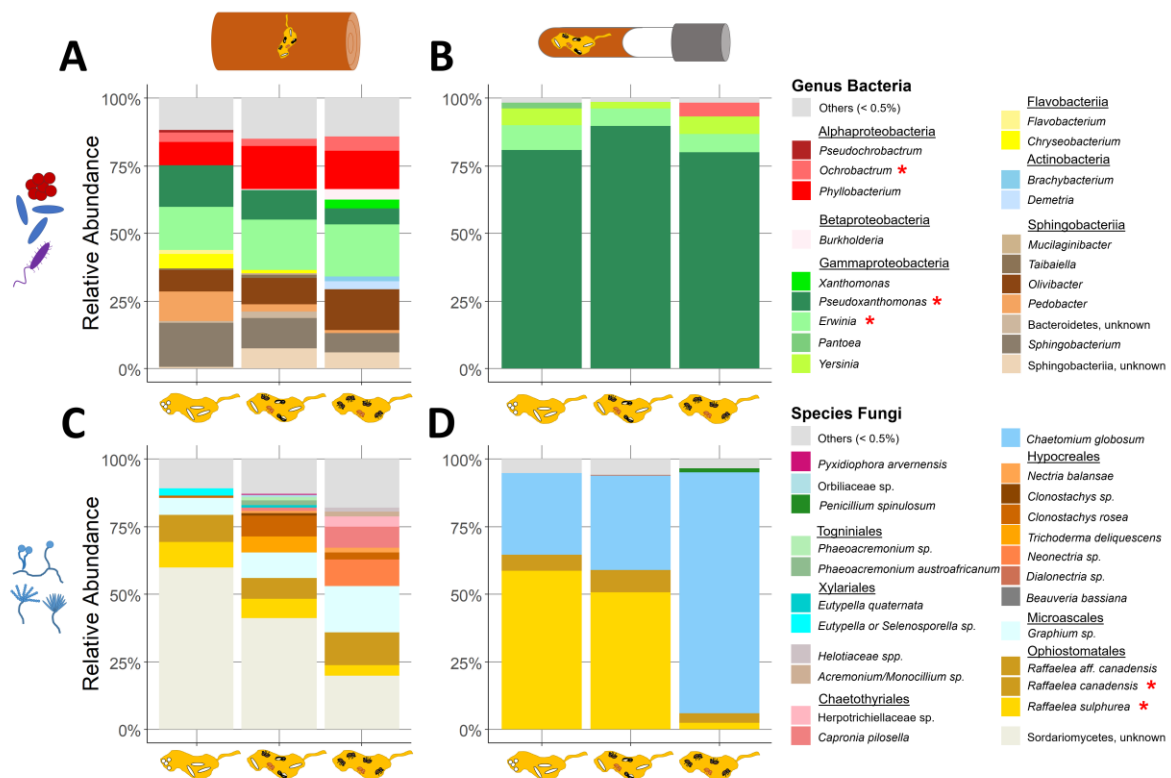 A
B
Relative Abundance
100%
75%
50%
25%
0%
100%
75%
50%
25%
0%
Genus Bacteria
Others (< 0.5%)
Alphaproteobacteria
Pseudochrobactrum
Ochrobactrum *
Phyllobacterium
Betaproteobacteria
Burkholderia
Gammaproteobacteria
Xanthomonas
Pseudoxanthomonas *
Erwinia *
Pantoea
Yersinia
Flavobacteriia
Flavobacterium
Chryseobacterium
Actinobacteria
Brachybacterium
Demetria
Sphingobacteriia
Mucilaginibacter
Taibaiella
Olivibacter
Pedobacter
Bacteroidetes, unknown
Sphingobacterium
Sphingobacteriia, unknown
C
D
Relative Abundance
100%
75%
50%
25%
0%
100%
75%
50%
25%
0%
Species Fungi
Others (< 0.5%)
Pyxidiophora arvernensis
Orbiliaceae sp.
Penicillium spinulosum
Togniniales
Phaeoacremonium sp.
Phaeoacremonium austroafricanum
Xylariales
Eutypella quaternata
Eutypella or Selenosporella sp.
Helotiaceae spp.
Acremonium/Monocillium sp.
Chaetothyriales
Herpotrichiellaceae sp.
Capronia pilosella
Chaetomium globosum
Hypocreales
Nectria balansae
Clonostachys sp.
Clonostachys rosea
Trichoderma deliquescens
Neonectria sp.
Dialonectria sp.
Beauveria bassiana
Microascales
Graphium sp.
Ophiostomatales
Raffaelea aff. canadensis
Raffaelea canadensis *
Raffaelea sulphurea *
Sordariomycetes, unknown